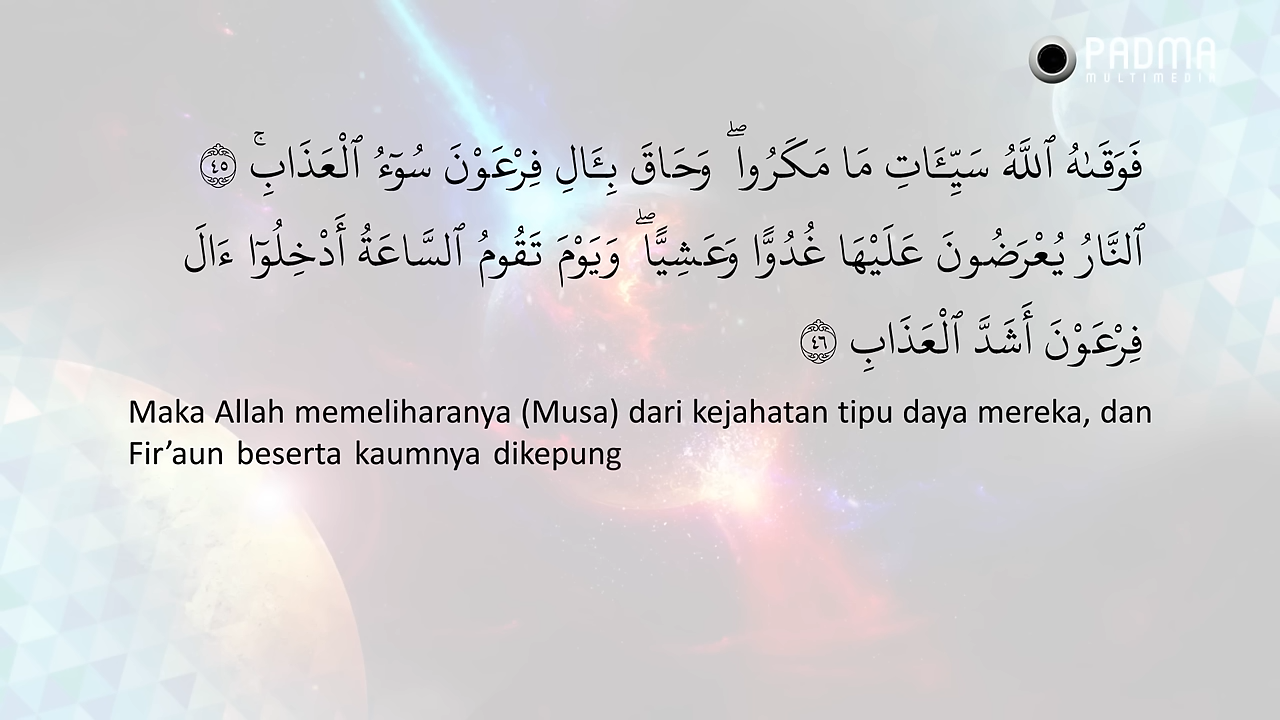 PADMA
MULTIMEDIA
فَوَقَىٰهُ ٱللَّهُ سَيِّـَٔاتِ مَا مَكَرُوا۟ ۖ وَحَاقَ بِـَٔالِ فِرْعَوْنَ سُوٓءُ ٱلْعَذَابِ ۚ ٤٥
ٱلنَّارُ يُعْرَضُونَ عَلَيْهَا غُدُوًّا وَعَشِيًّا ۖ وَيَوْمَ تَقُومُ ٱلسَّاعَةُ أَدْخِلُوٓا۟ ءَالَ
فِرْعَوْنَ أَشَدَّ ٱلْعَذَابِ ٤٦
Maka Allah memeliharanya (Musa) dari kejahatan tipu daya mereka, dan
Fir’aun beserta kaumnya dikepung